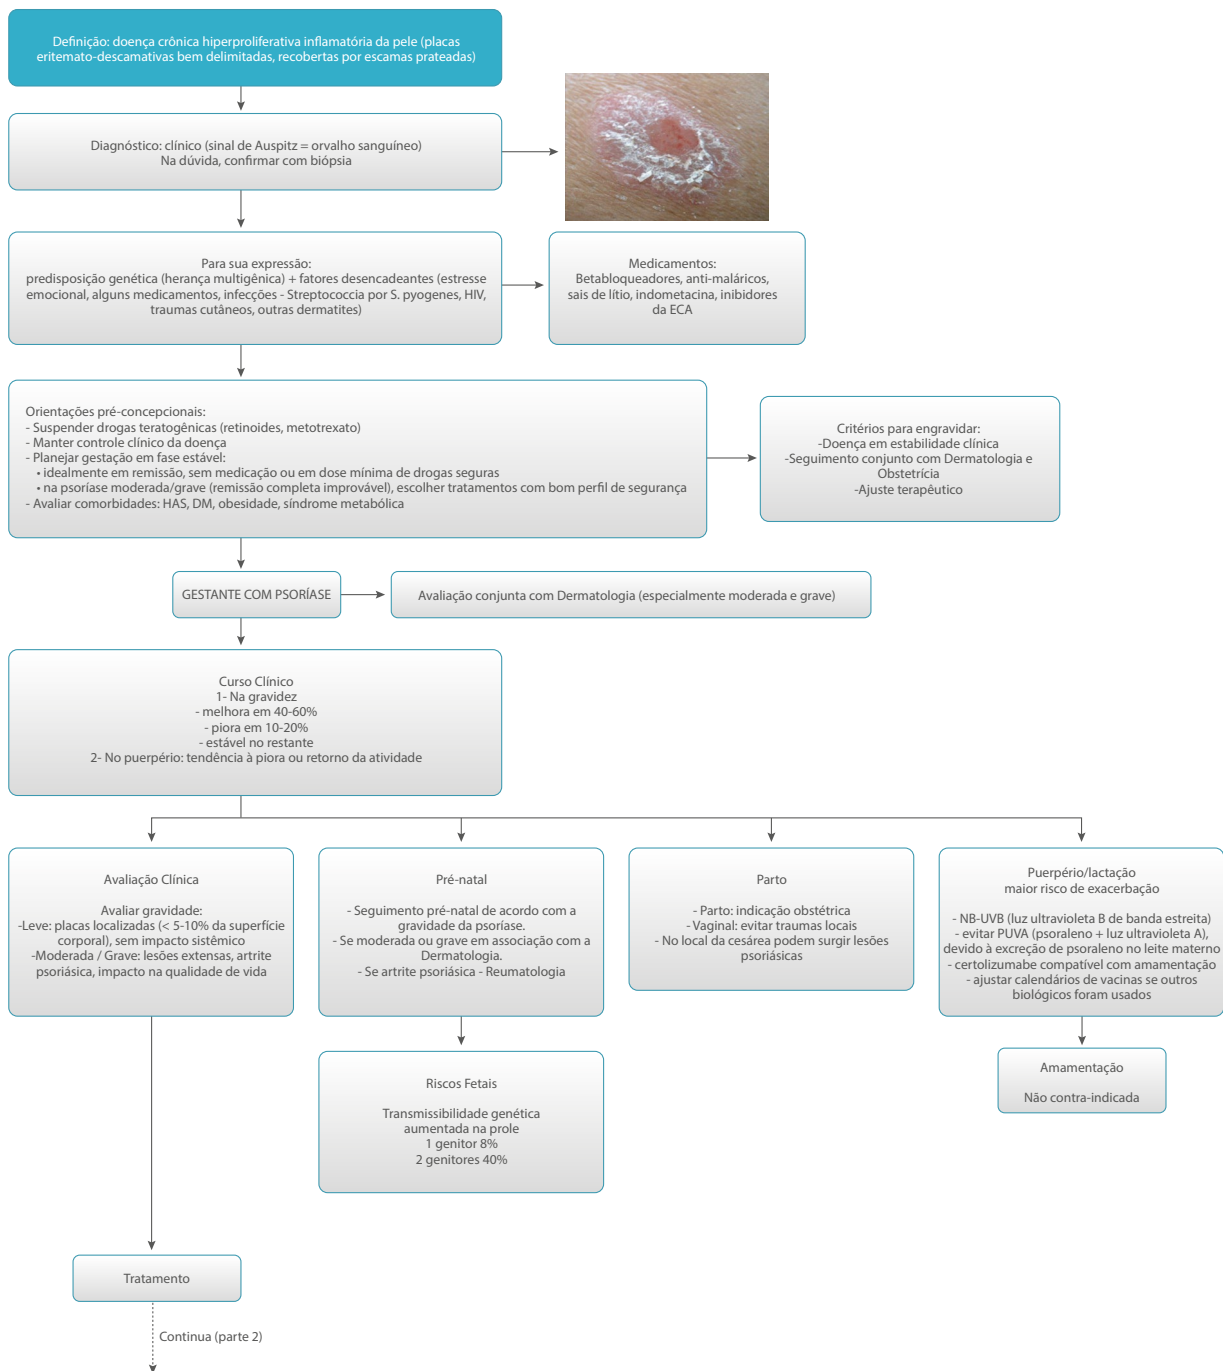 Definição: doença crônica hiperproliferativa inflamatória da pele (placas
eritemato-descamativas bem delimitadas, recobertas por escamas prateadas)
Diagnóstico: clínico (sinal de Auspitz = orvalho sanguíneo)
Na dúvida, confirmar com biópsia
Para sua expressão:
predisposição genética (herança multigênica) + fatores desencadeantes (estresse
emocional, alguns medicamentos, infecções - Streptococcia por S. pyogenes, HIV,
traumas cutâneos, outras dermatites)
Medicamentos:
Betabloqueadores, anti-maláricos,
sais de lítio, indometacina, inibidores
da ECA
Orientações pré-concepcionais:
- Suspender drogas teratogênicas (retinoides, metotrexato)
- Manter controle clínico da doença
- Planejar gestação em fase estável:
• idealmente em remissão, sem medicação ou em dose mínima de drogas seguras
• na psoríase moderada/grave (remissão completa improvável), escolher tratamentos com bom perfil de segurança
- Avaliar comorbidades: HAS, DM, obesidade, síndrome metabólica
Critérios para engravidar:
-Doença em estabilidade clínica
-Seguimento conjunto com Dermatologia e
Obstetrícia
-Ajuste terapêutico
GESTANTE COM PSORÍASE
Avaliação conjunta com Dermatologia (especialmente moderada e grave)
Curso Clínico
1- Na gravidez
- melhora em 40-60%
- piora em 10-20%
- estável no restante
2- No puerpério: tendência à piora ou retorno da atividade
Avaliação Clínica
Avaliar gravidade:
-Leve: placas localizadas (< 5-10% da superfície
corporal), sem impacto sistêmico
-Moderada / Grave: lesões extensas, artrite
psoriásica, impacto na qualidade de vida
Pré-natal
- Seguimento pré-natal de acordo com a
gravidade da psoríase.
- Se moderada ou grave em associação com a
Dermatologia.
- Se artrite psoriásica - Reumatologia
Parto
- Parto: indicação obstétrica
- Vaginal: evitar traumas locais
- No local da cesárea podem surgir lesões
psoriásicas
Puerpério/lactação
maior risco de exacerbação
- NB-UVB (luz ultravioleta B de banda estreita)
- evitar PUVA (psoraleno + luz ultravioleta A),
devido à excreção de psoraleno no leite materno
- certolizumabe compatível com amamentação
- ajustar calendários de vacinas se outros
biológicos foram usados
Riscos Fetais
Transmissibilidade genética
aumentada na prole
1 genitor 8%
2 genitores 40%
Amamentação
Não contra-indicada
Tratamento
Continua (parte 2)